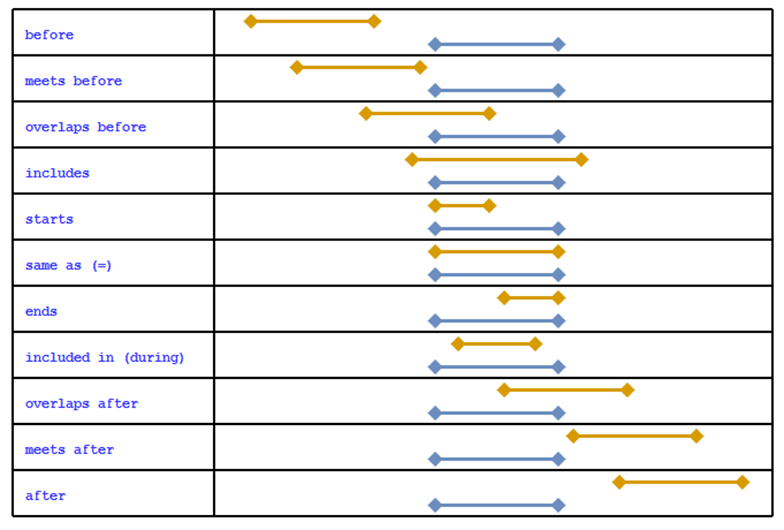 before
meets before
overlaps before
includes
starts
same as (=)
ends
included in (during)
overlaps after
meets after
after